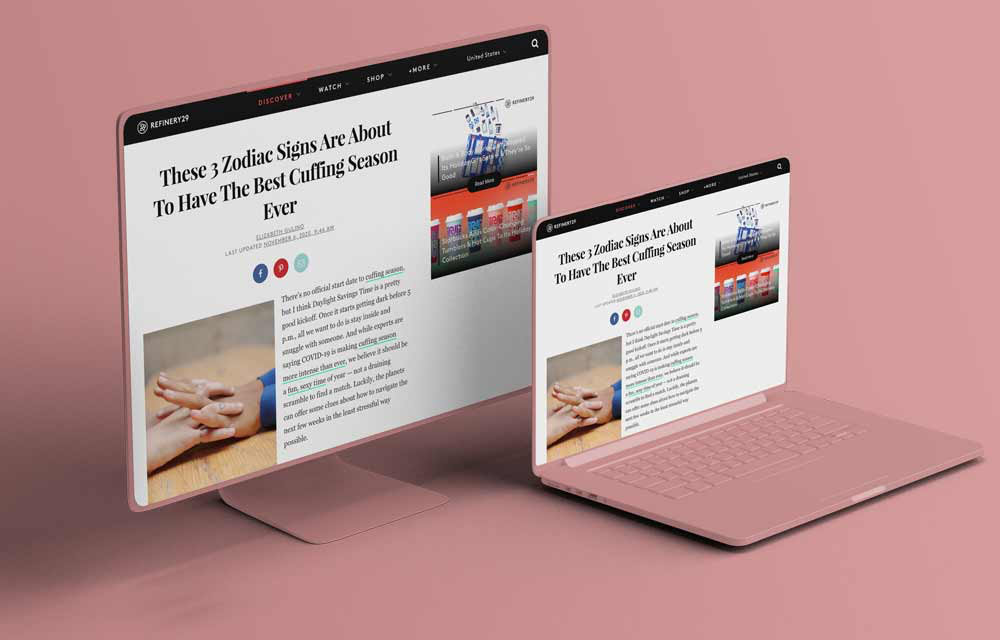 REFINERY29
DISCOVER
WATCH
SHOP
+MORE
United States
These 3 Zodiac Signs Are About
To Have The Best Cuffing Season
Ever
ELIZABETH GULINO
LAST UPDATED NOVEMBER 6, 2020, 9:46 AM
There's no official start date to cuffing season,
but I think Daylight Savings Time is a pretty
good kickoff. Once it starts getting dark before 5
p.m., all we want to do is stay inside and
snuggle with someone. And while experts are
saying COVID-19 is making cuffing season
more intense than ever, we believe it should be
a fun, sexy time of year — not a draining
scramble to find a match. Luckily, the planets
can offer some clues about how to navigate the
next few weeks in the least stressful way
possible.
REFINERY29
Its Holiday
They're So
Good
Read More
REFINERY29
Starbucks Adds Color-Changing
Tumblers & Hot Cups To Its Holiday
Collection
REFINERY29
DISCOVER
WATCH
SHOP
+MORE
United States
These 3 Zodiac Signs Are About
To Have The Best Cuffing Season
Ever
ELIZABETH GULINO
LAST UPDATED NOVEMBER 6, 2020, 9:46 AM
There's no official start date to cuffing season,
but I think Daylight Savings Time is a pretty
good kickoff. Once it starts getting dark before 5
p.m., all we want to do is stay inside and
snuggle with someone. And while experts are
saying COVID-19 is making cuffing season
more intense than ever, we believe it should be
a fun, sexy time of year — not a draining
scramble to find a match. Luckily, the planets
can offer some clues about how to navigate the
next few weeks in the least stressful way
possible.
REFINERY29
Read More